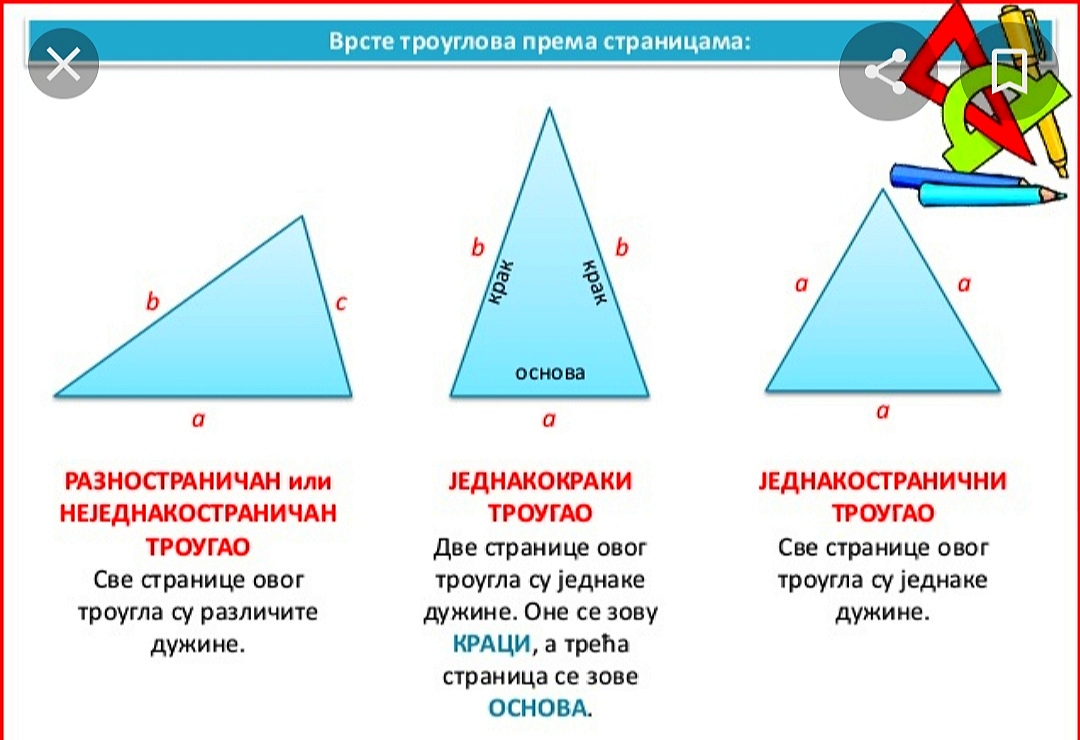 Врсте троуглова према страницама:
b
c
a
b
b
крак
крак
основа
a
a
a
a
РАЗНОСТРАНИЧАН или
НЕЈЕДНАКОСТРАНИЧАН
ТРОУГАО
Све странице овог
троугла су различите
дужине.
ЈЕДНАКОКРАКИ
ТРОУГАО
Две странице овог
троугла су једнаке
дужине. Оне се зову
КРАЦИ, а трећа
страница се зове
ОСНОВА.
ЈЕДНАКОСТРАНИЧНИ
ТРОУГАО
Све странице овог
троугла су једнаке
дужине.